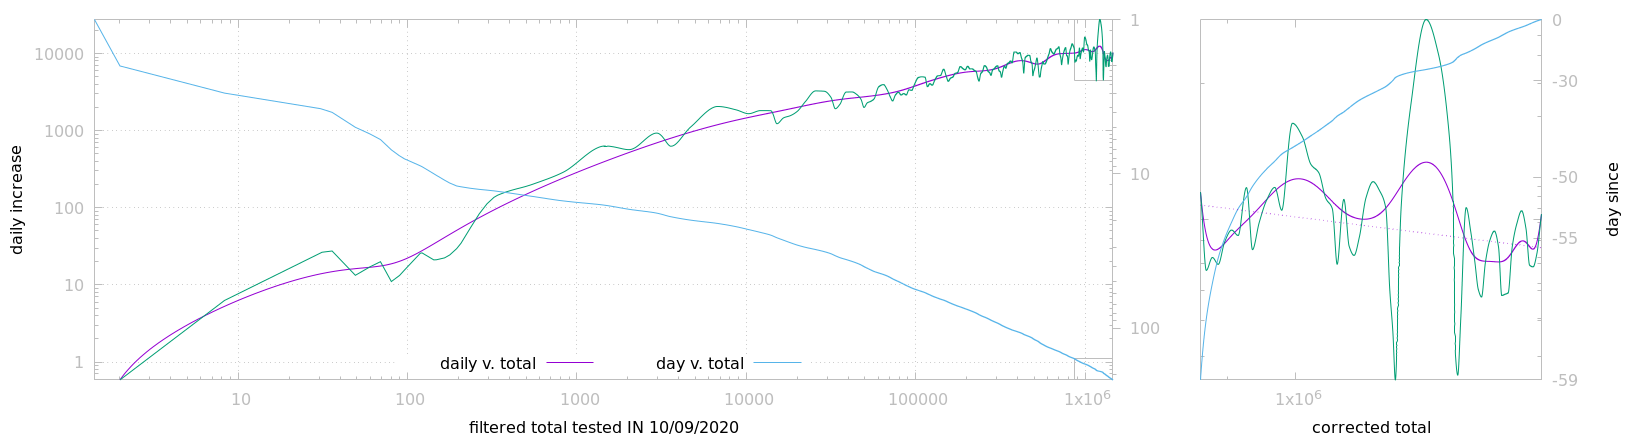 10000
1000
100
10
1
daily increase
daily v. total
day v. total
10
100
1000
10000
100000
1x10^6
filtered total tested IN 10/09/2020
1
10
100
0
-30
-50
-55
-59
day since
1x10^6
corrected total